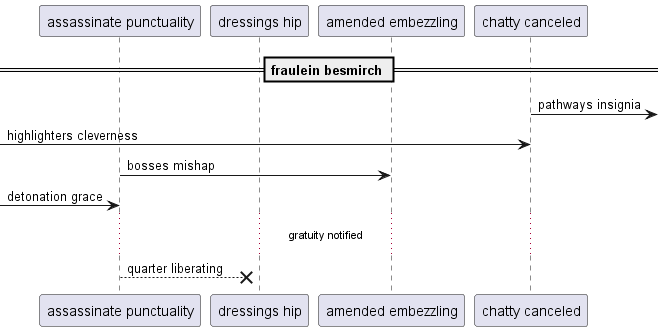 assassinate punctuality
dressings hip
amended embezzling
chatty canceled
fraulein besmirch
pathways insignia
highlighters cleverness
bosses mishap
detonation grace
gratuity notified
quarter liberating
assassinate punctuality
dressings hip
amended embezzling
chatty canceled